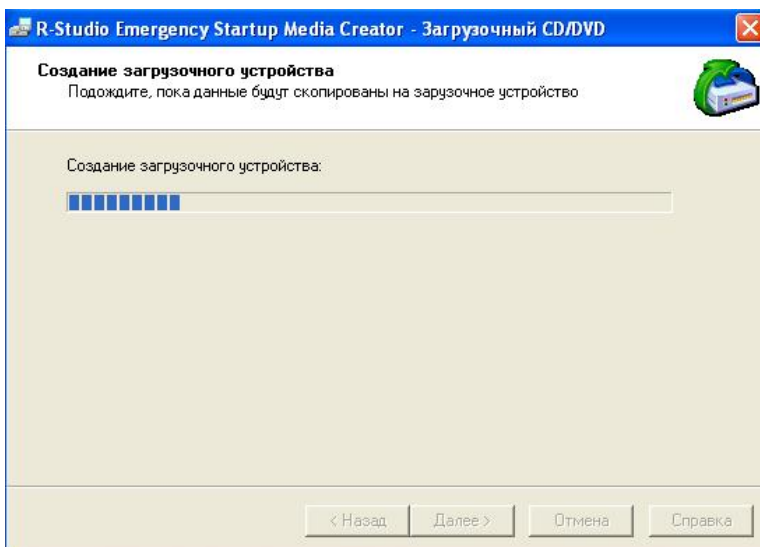 R-Studio Emergency Startup Media Creator - Загрузочный CD/DVD
Создание загрузочного устройства
Подождите, пока данные будут скопированы на зарузочное устройство
Создание загрузочного устройства:
< Назад Далее > Отмена Справка